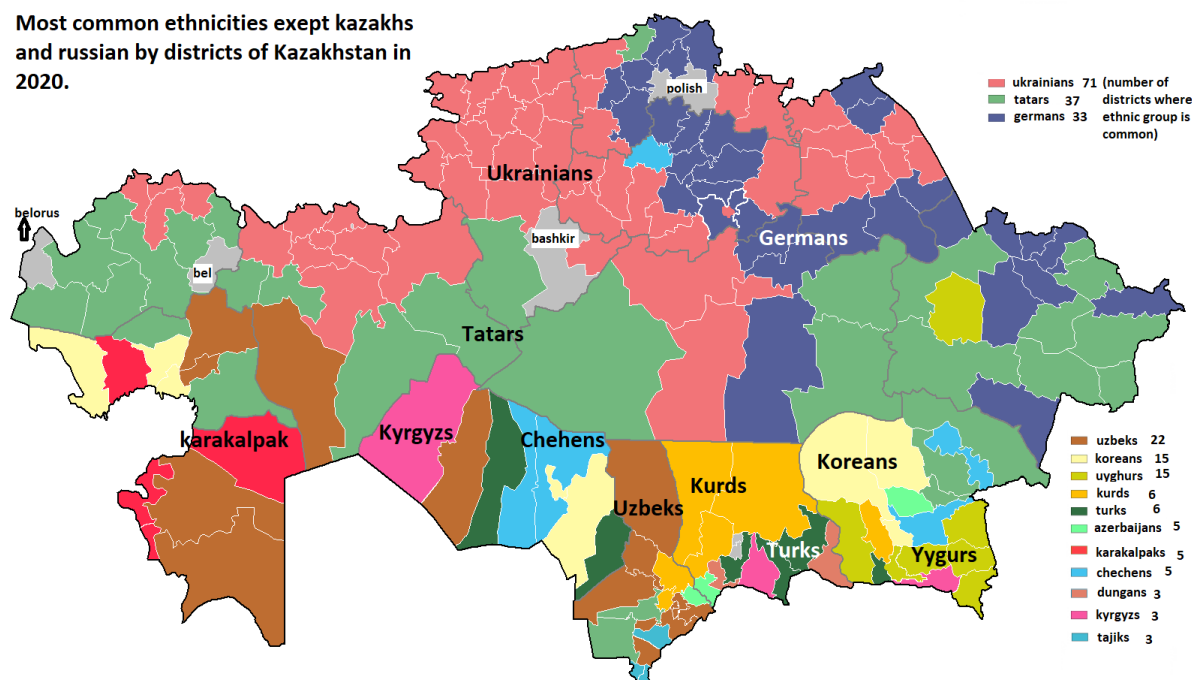 Most common ethnicities exept kazakhs
and russian by districts of Kazakhstan in
2020.
polish
ukrainians 71 (number of
tatars 37 districts where
germans 33 ethnic group is
common)
Ukrainians
belorus
bashkir
Germans
bel
Tatars
Kyrgyzs
karakalpak
Chehens
Koreans
Kurds
Uzbeks
Turks
Yygurs
uzbeks 22
koreans 15
uyghurs 15
kurds 6
turks 6
azerbaijans 5
karakalpaks 5
chechens 5
dungans 3
kyrgyzs 3
tajiks 3